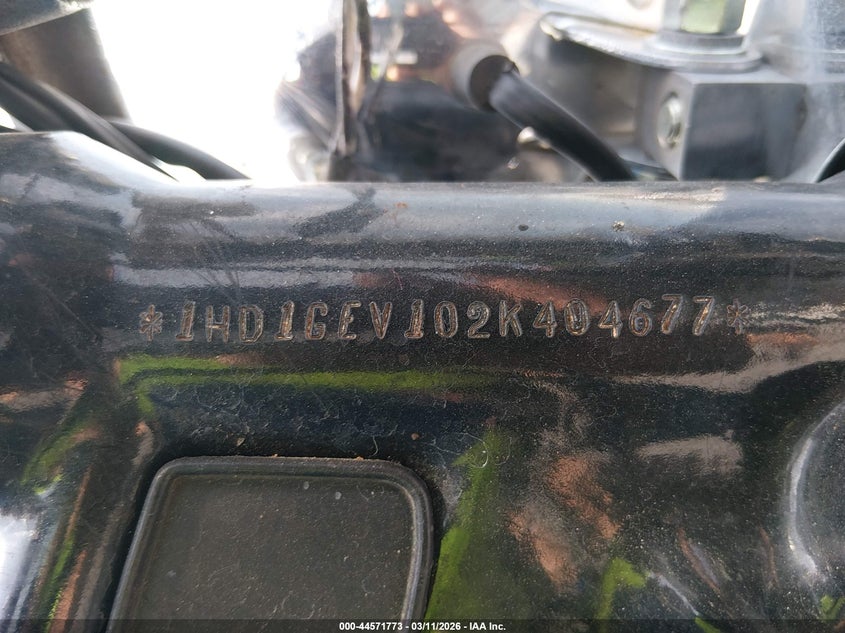 *1HD1GEV102K404677*
000-44571773 - 03/11/2026 - IAA Inc.